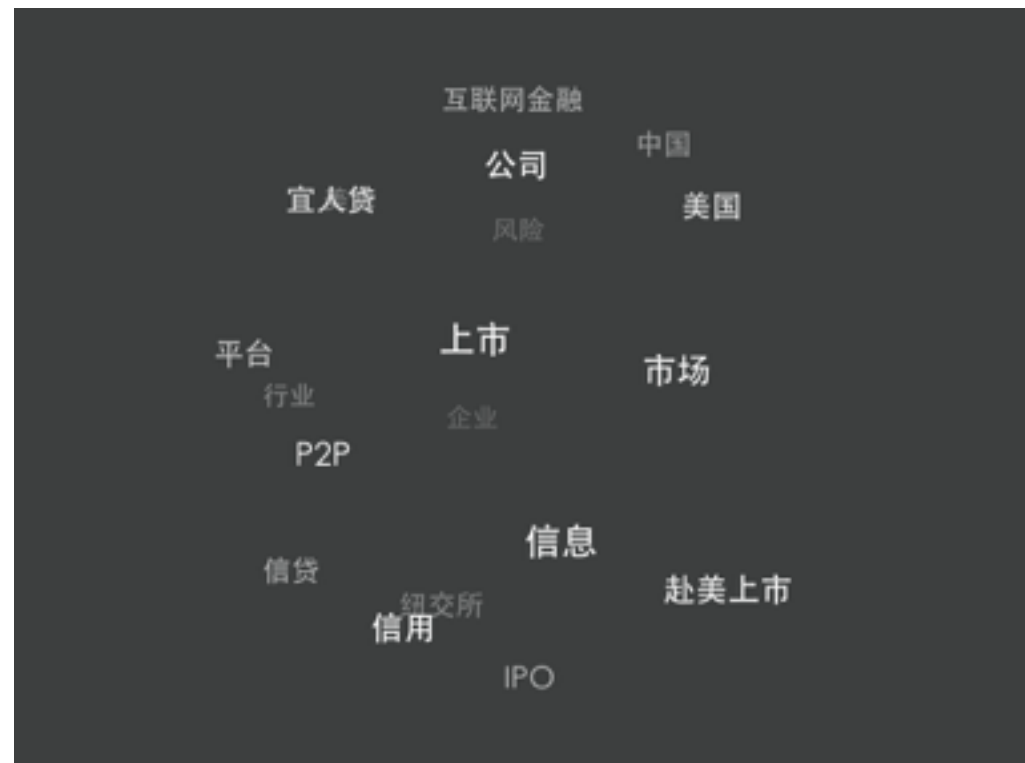 互联网金融
中国
公司
宜人贷
美国
风险
上市
平台
市场
行业
企业
P2P
信息
信贷
赴美上市
纽交所
信用
IPO